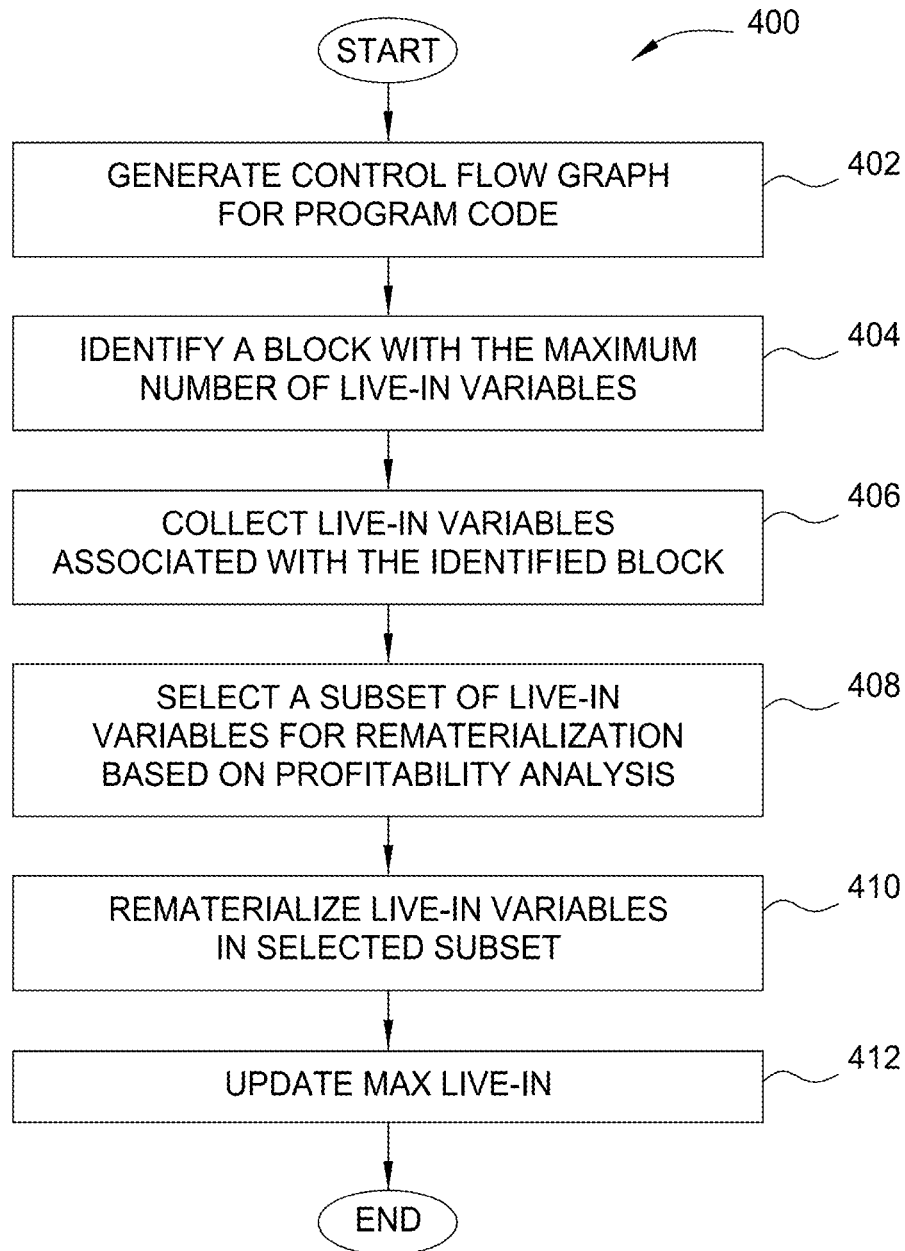 400
START
GENERATE CONTROL FLOW GRAPH
FOR PROGRAM CODE
402
IDENTIFY A BLOCK WITH THE MAXIMUM
NUMBER OF LIVE-IN VARIABLES
404
COLLECT LIVE-IN VARIABLES
ASSOCIATED WITH THE IDENTIFIED BLOCK
406
SELECT A SUBSET OF LIVE-IN
VARIABLES FOR REMATERIALIZATION
BASED ON PROFITABILITY ANALYSIS
408
REMATERIALIZE LIVE-IN VARIABLES
IN SELECTED SUBSET
410
UPDATE MAX LIVE-IN
412
END